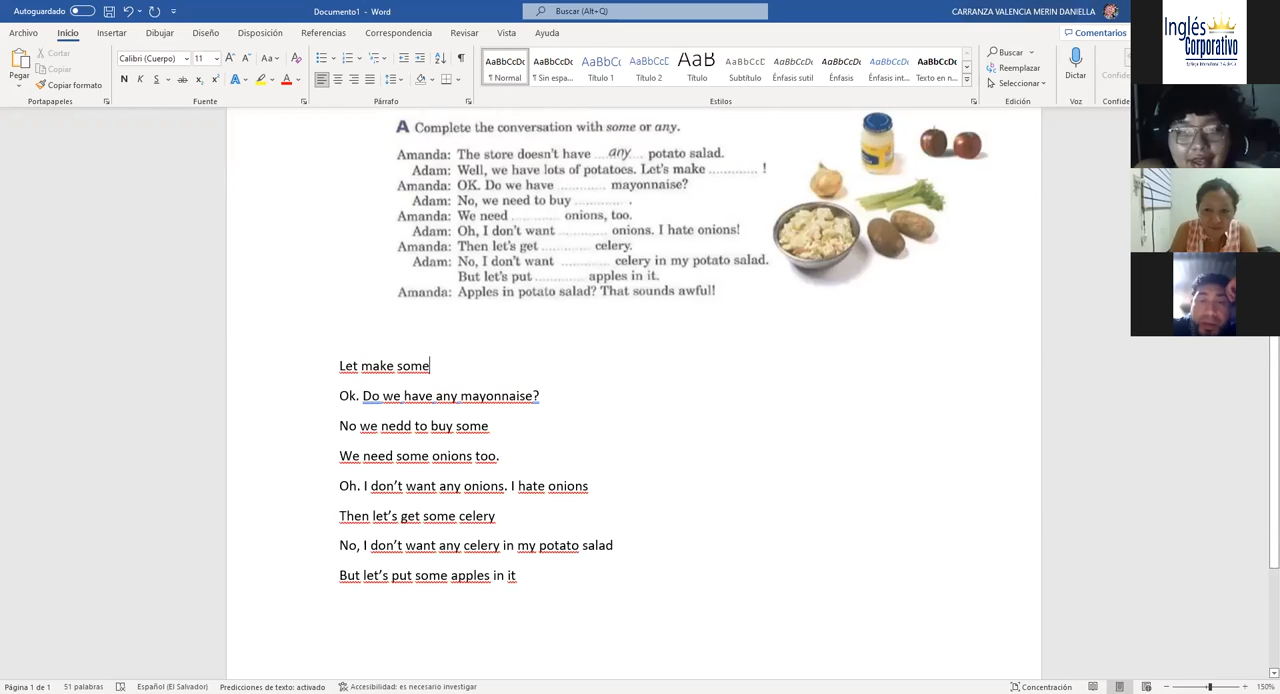 Autoguardado
Documento1 - Word
Buscar (Alt+Q)
CARRANZA VALENCIA MERIN DANIELLA
Archivo Inicio Insertar Dibujar Diseño Disposición Referencias Correspondencia Revisar Vista Ayuda
Comentarios
Pegar
Cortar
Copiar
Copiar formato
Calibri (Cuerpo) 11
N K S
AaBbCcDc AaBbCcDc AaBbCc AaBbCcD AaB AaBbCcD AaBbCcDc AaBbCcDc AaBbCcDc AaBbCcDc
¶ Normal ¶ Sin espa... Título 1 Título 2 Título Subtítulo Énfasis sutil Énfasis Énfasis int... Texto en n...
Buscar
Reemplazar
Seleccionar
Dictar
Confide
Portapapeles Fuente Párrafo Estilos Edición Voz Confide
Inglés
Corporativo
A Complete the conversation with some or any.
Amanda: The store doesn't have ....any.... potato salad.
Adam: Well, we have lots of potatoes. Let's make ............ !
Amanda: OK. Do we have ............ mayonnaise?
Adam: No, we need to buy ............ .
Amanda: We need ............ onions, too.
Adam: Oh, I don't want ............ onions. I hate onions!
Amanda: Then let's get ............ celery.
Adam: No, I don't want ............ celery in my potato salad.
But let's put ............ apples in it.
Amanda: Apples in potato salad? That sounds awful!
Let make some
Ok. Do we have any mayonnaise?
No we nedd to buy some
We need some onions too.
Oh. I don't want any onions. I hate onions
Then let's get some celery
No, I don't want any celery in my potato salad
But let's put some apples in it
Página 1 de 1 51 palabras Español (El Salvador) Predicciones de texto: activado Accesibilidad: es necesario investigar
Concentración
150%